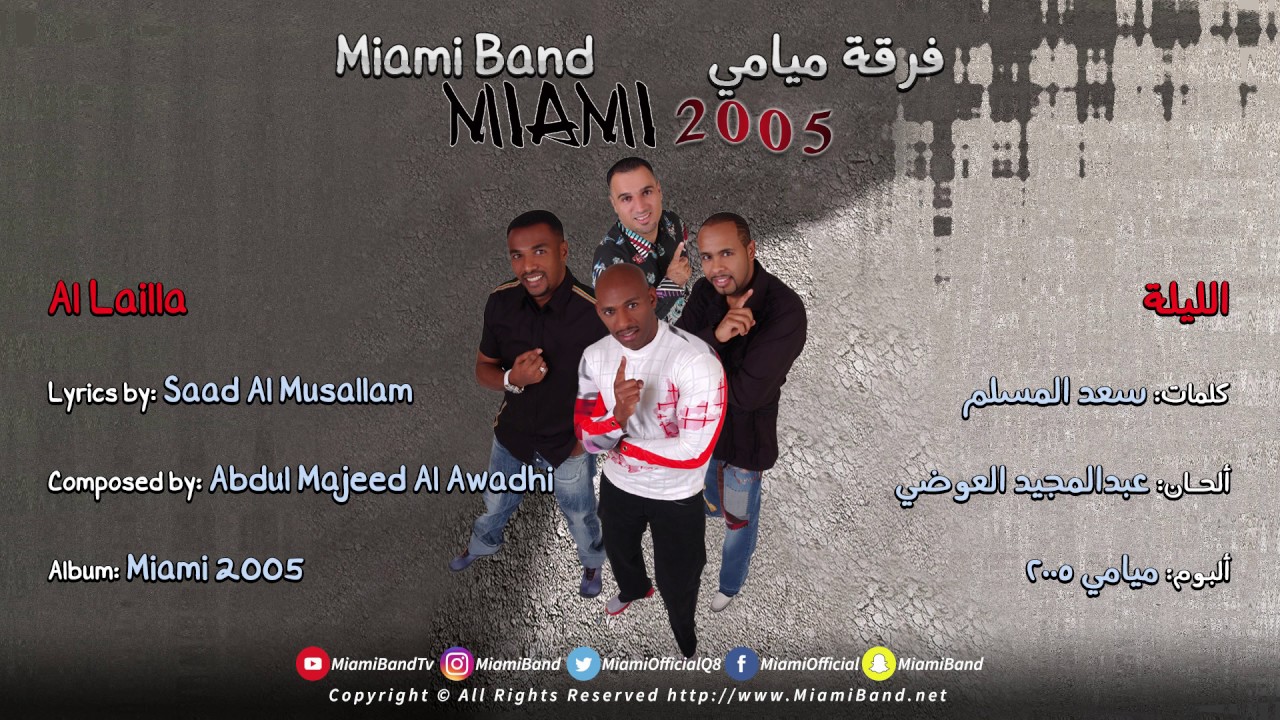 Miami Band فرقة ميامي
MIAMI 2005
Al Lailla
الليلة
Lyrics by: Saad Al Musallam
كلمات: سعد المسلم
Composed by: Abdul Majeed Al Awadhi
ألحان: عبدالمجيد العوضي
Album: Miami 2005
ألبوم: ميامي ٢٠٠٥
MiamiBandTv MiamiBand MiamiOfficialQ8 MiamiOfficial MiamiBand
Copyright © All Rights Reserved http://www.MiamiBand.net